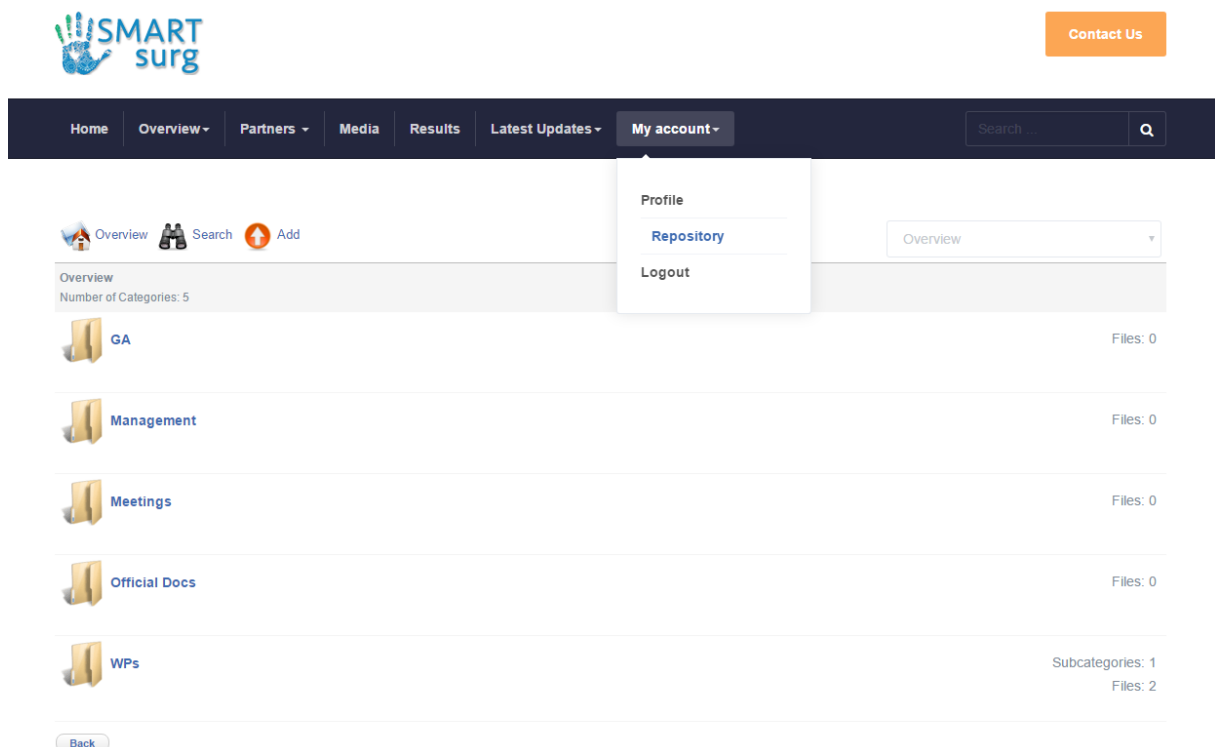 SMART
surg
Contact Us
Home Overview Partners Media Results Latest Updates My account Search ...
Profile
Repository
Logout
Overview Search Add Overview
Overview
Number of Categories: 5
GA Files: 0
Management Files: 0
Meetings Files: 0
Official Docs Files: 0
WPs Subcategories: 1
Files: 2
Back